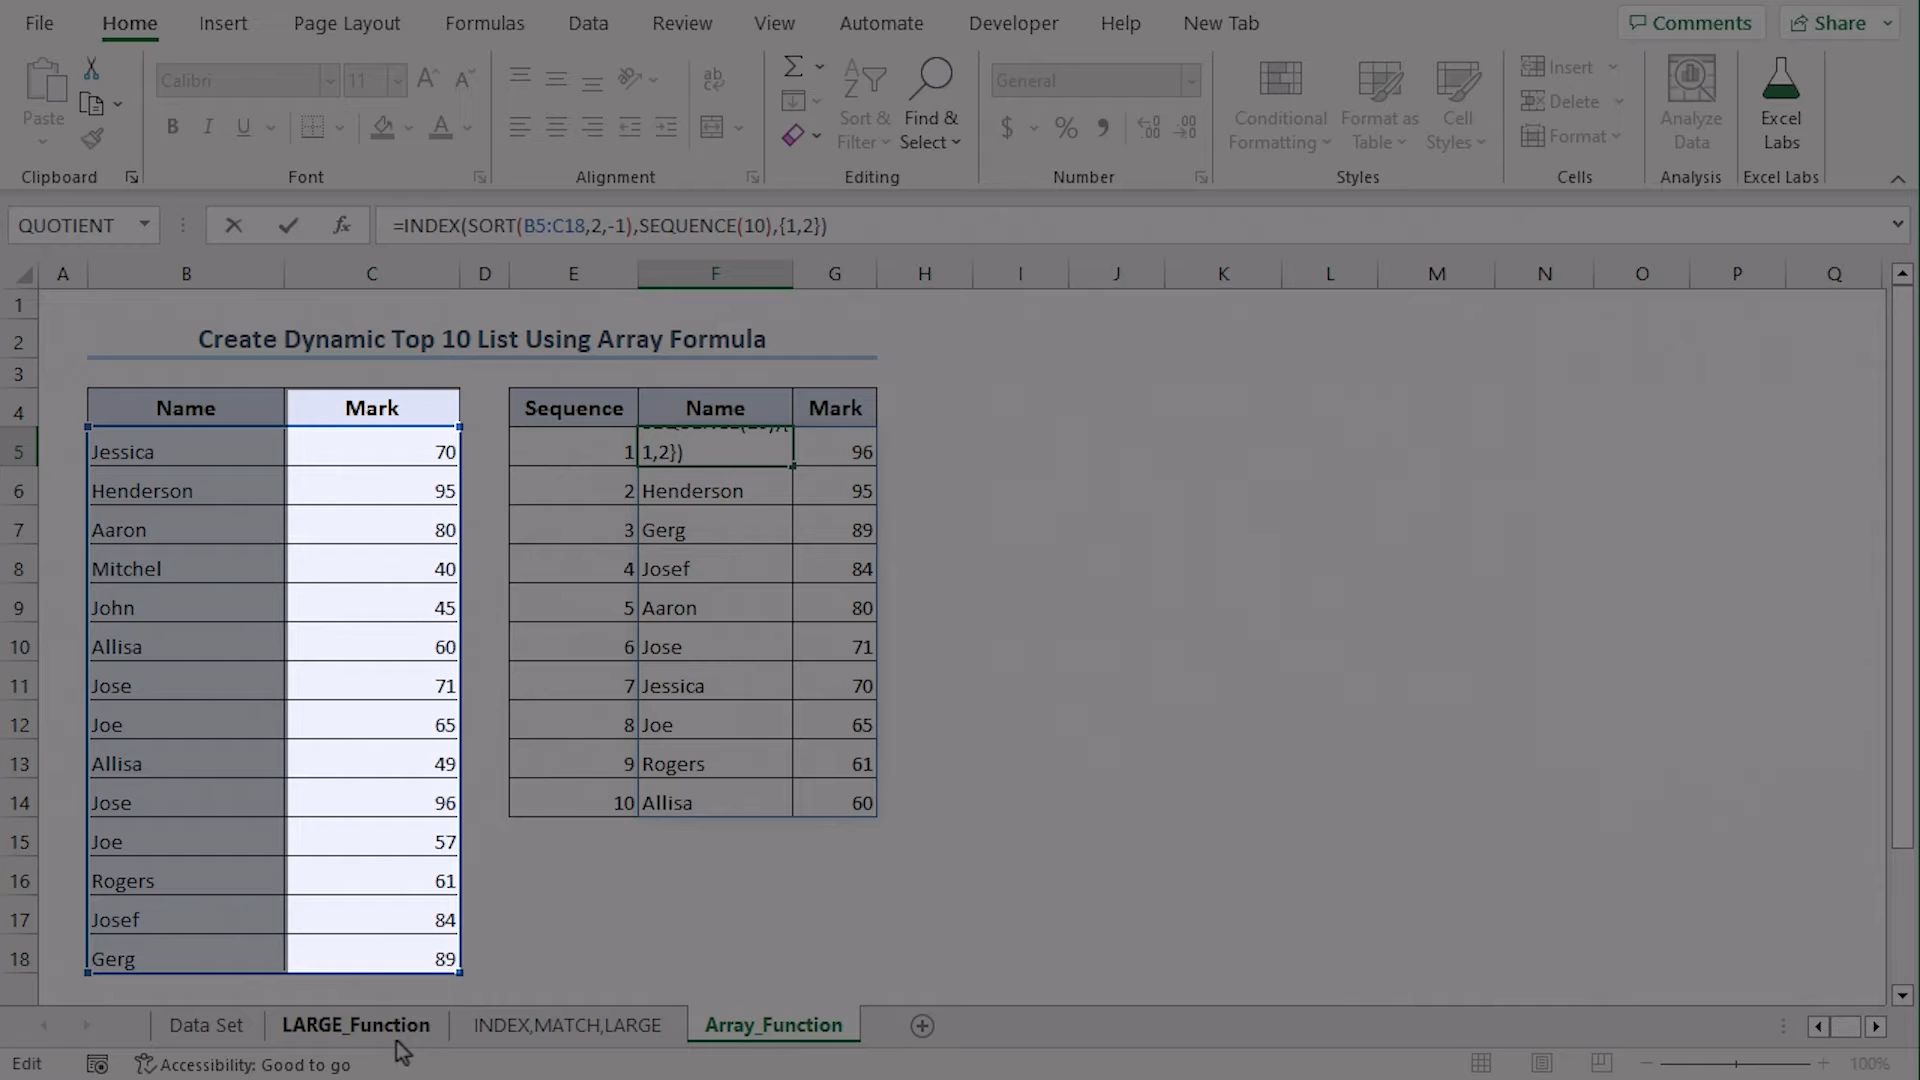 File Home Insert Page Layout Formulas Data Review View Automate Developer Help New Tab Comments Share
Calibri 11 General Insert
Paste Sort & Find & Conditional Format as Cell Delete Analyze Excel
B I U A Filter Select $ % Formatting Table Styles Format Data Labs
Clipboard Font Alignment Editing Number Styles Cells Analysis Excel Labs
QUOTIENT fx =INDEX(SORT(B5:C18,2,-1),SEQUENCE(10),{1,2})
A B C D E F G H I J K L M N O P Q
1
2 Create Dynamic Top 10 List Using Array Formula
3
4 Name Mark Sequence Name Mark
5 Jessica 70 1 1,2}) 96
6 Henderson 95 2 Henderson 95
7 Aaron 80 3 Gerg 89
8 Mitchel 40 4 Josef 84
9 John 45 5 Aaron 80
10 Allisa 60 6 Jose 71
11 Jose 71 7 Jessica 70
12 Joe 65 8 Joe 65
13 Allisa 49 9 Rogers 61
14 Jose 96 10 Allisa 60
15 Joe 57
16 Rogers 61
17 Josef 84
18 Gerg 89
Data Set LARGE_Function INDEX,MATCH,LARGE Array_Function
Edit Accessibility: Good to go 100%